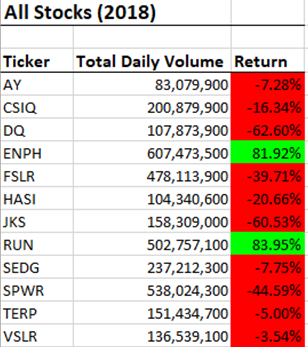 All Stocks (2018)
Ticker Total Daily Volume Return
AY 83,079,900 -7.28%
CSIQ 200,879,900 -16.34%
DQ 107,873,900 -62.60%
ENPH 607,473,500 81.92%
FSLR 478,113,900 -39.71%
HASI 104,340,600 -20.66%
JKS 158,309,000 -60.53%
RUN 502,757,100 83.95%
SEDG 237,212,300 -7.75%
SPWR 538,024,300 -44.59%
TERP 151,434,700 -5.00%
VSLR 136,539,100 -3.54%